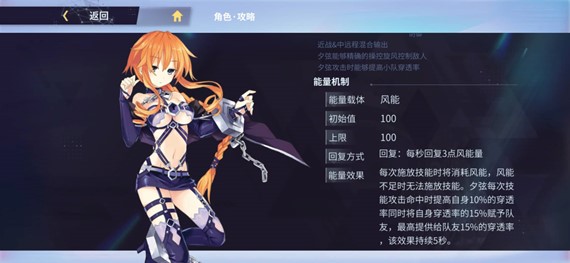 返回
角色·攻略
近战&中远程混合输出
夕弦能够精确的操控旋风控制敌人
夕弦攻击时能够提高小队穿透率
能量机制
能量载体 风能
初始值 100
上限 100
回复方式 回复：每秒回复3点风能量
能量效果 每次施放技能时将消耗风能，风能
不足时无法施放技能。夕弦每次技
能攻击命中时提高自身10%的穿透
率同时将自身穿透率的15%赋予队
友，最高提供给队友15%的穿透率
，该效果持续5秒。